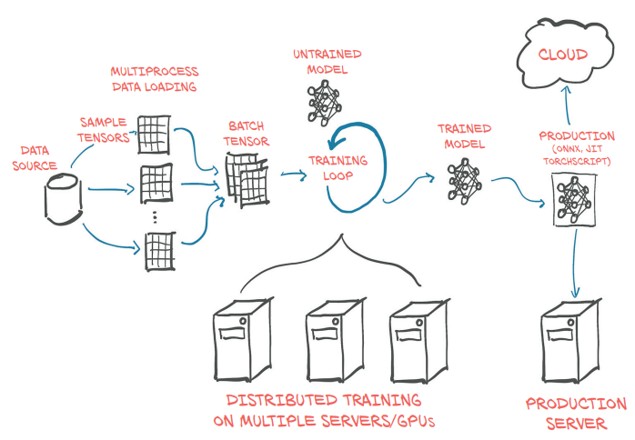 CLOUD
UNTRAINED
MODEL
MULTIPROCESS
DATA LOADING
SAMPLE
TENSORS
BATCH
TENSOR
TRAINED
MODEL
PRODUCTION
(ONNX, JIT
TORCHSCRIPT)
DATA
SOURCE
TRAINING
LOOP
DISTRIBUTED TRAINING
ON MULTIPLE SERVERS/GPUs
PRODUCTION
SERVER